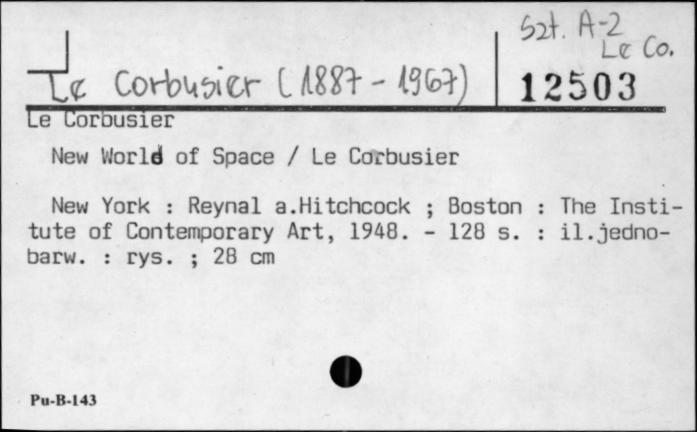 Szt. A-2
Le Co.
Le Corbusier (1887-1967)
12503
Le Corbusier
New World of Space / Le Corbusier
New York : Reynal a.Hitchcock ; Boston : The Insti-
tute of Contemporary Art, 1948. - 128 s. : il.jedno-
barw. : rys. ; 28 cm
Pu-B-143